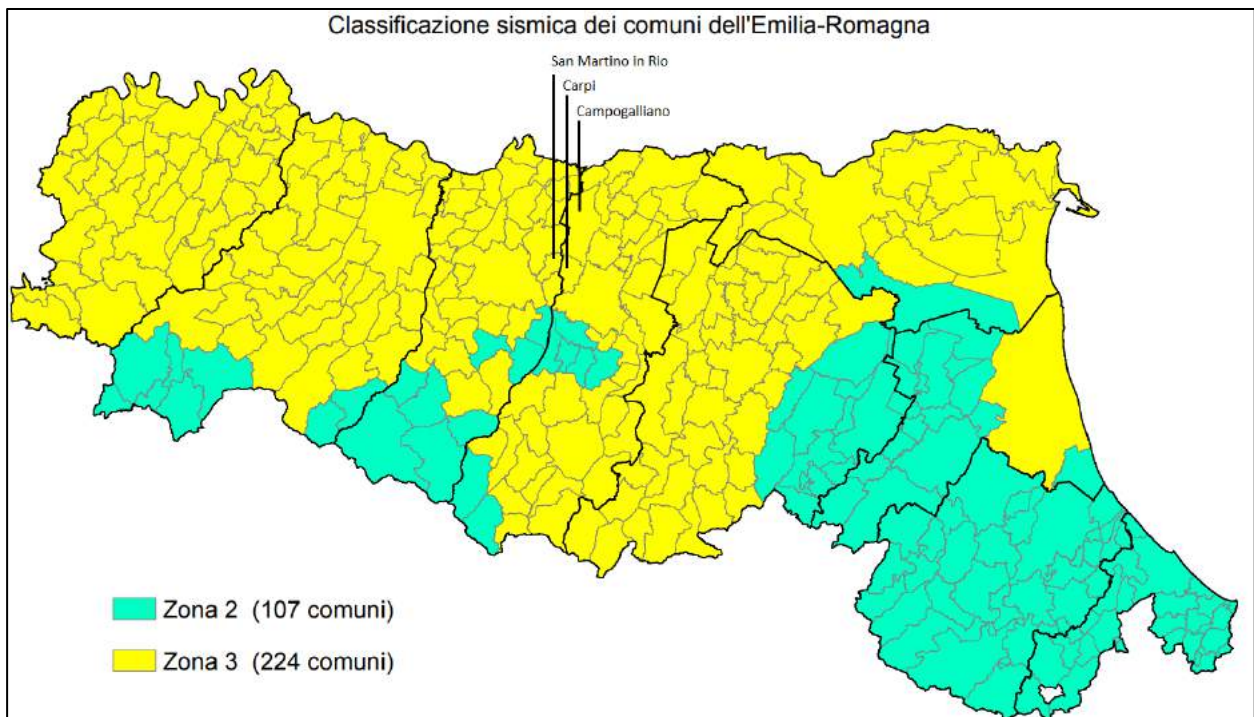 Classificazione sismica dei comuni dell'Emilia-Romagna
San Martino in Rio
Carpi
Campogalliano
Zona 2 (107 comuni)
Zona 3 (224 comuni)